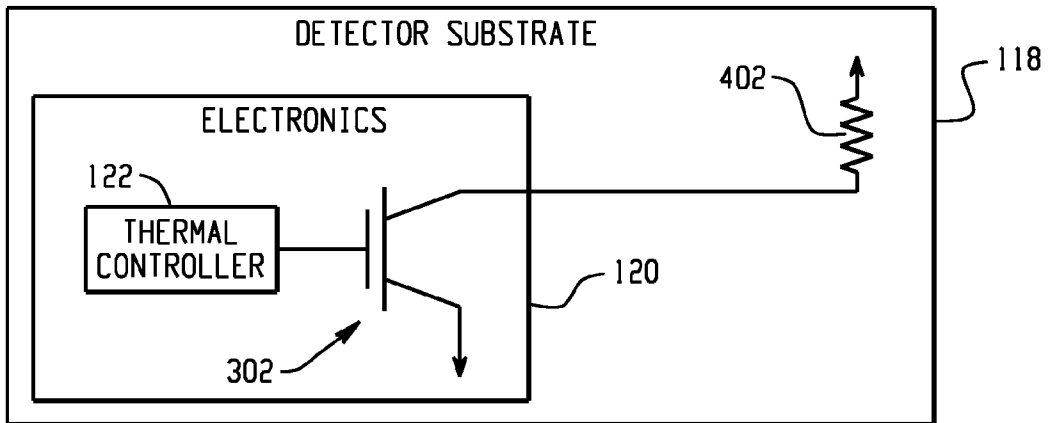 DETECTOR SUBSTRATE
118
402
ELECTRONICS
122
THERMAL
CONTROLLER
120
302